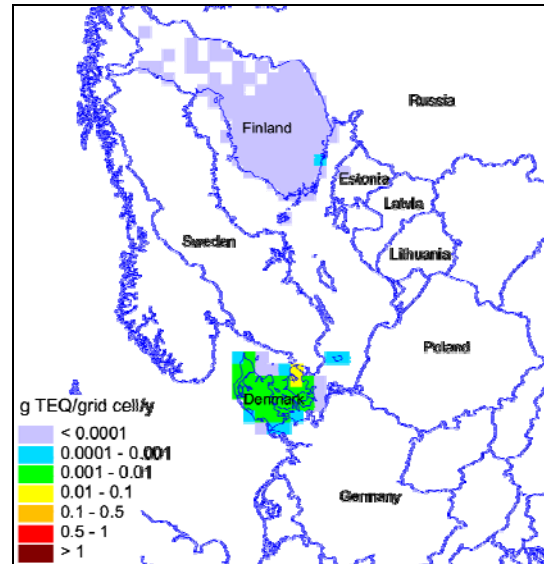 Russia
Finland
Estonia
Latvia
Sweden
Lithuania
Poland
Denmark
Germany
g TEQ/grid cell/y
< 0.0001
0.0001 - 0.001
0.001 - 0.01
0.01 - 0.1
0.1 - 0.5
0.5 - 1
> 1